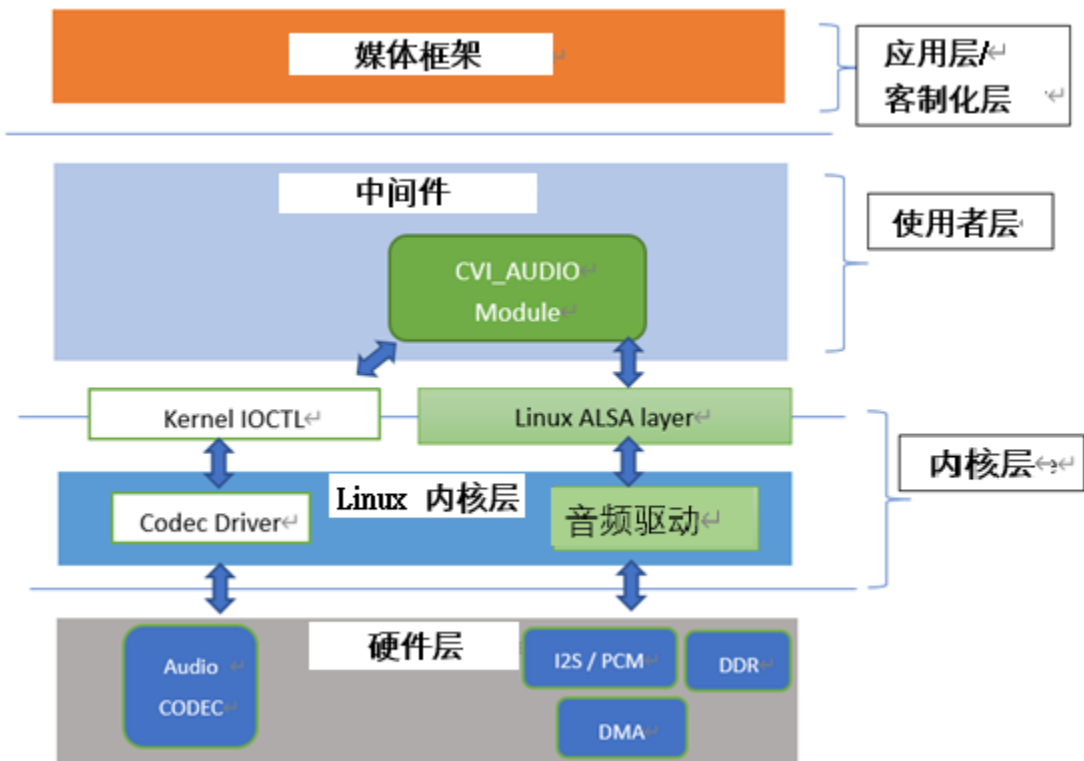 媒体框架
应用层/
客制化层
中间件
使用者层
CVI_AUDIO
Module
Kernel IOCTL
Linux ALSA layer
内核层
Linux 内核层
Codec Driver
音频驱动
硬件层
Audio
CODEC
I2S / PCM
DDR
DMA